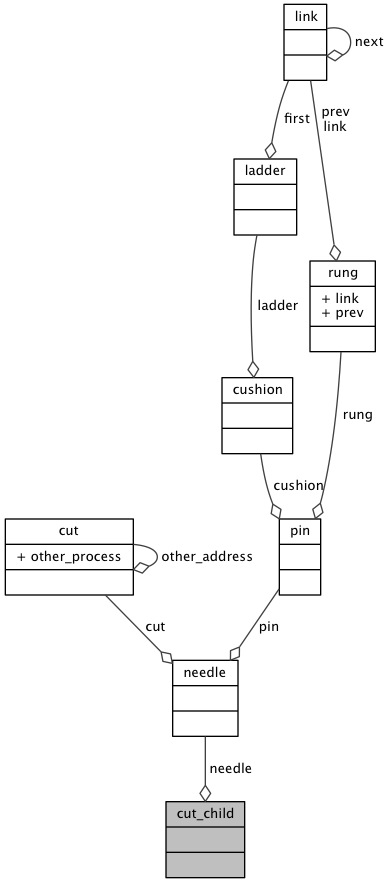 link
next
first
prev
link
ladder
rung
+ link
+ prev
ladder
cushion
rung
cushion
cut
+ other_process
other_address
pin
cut
pin
needle
needle
cut_child